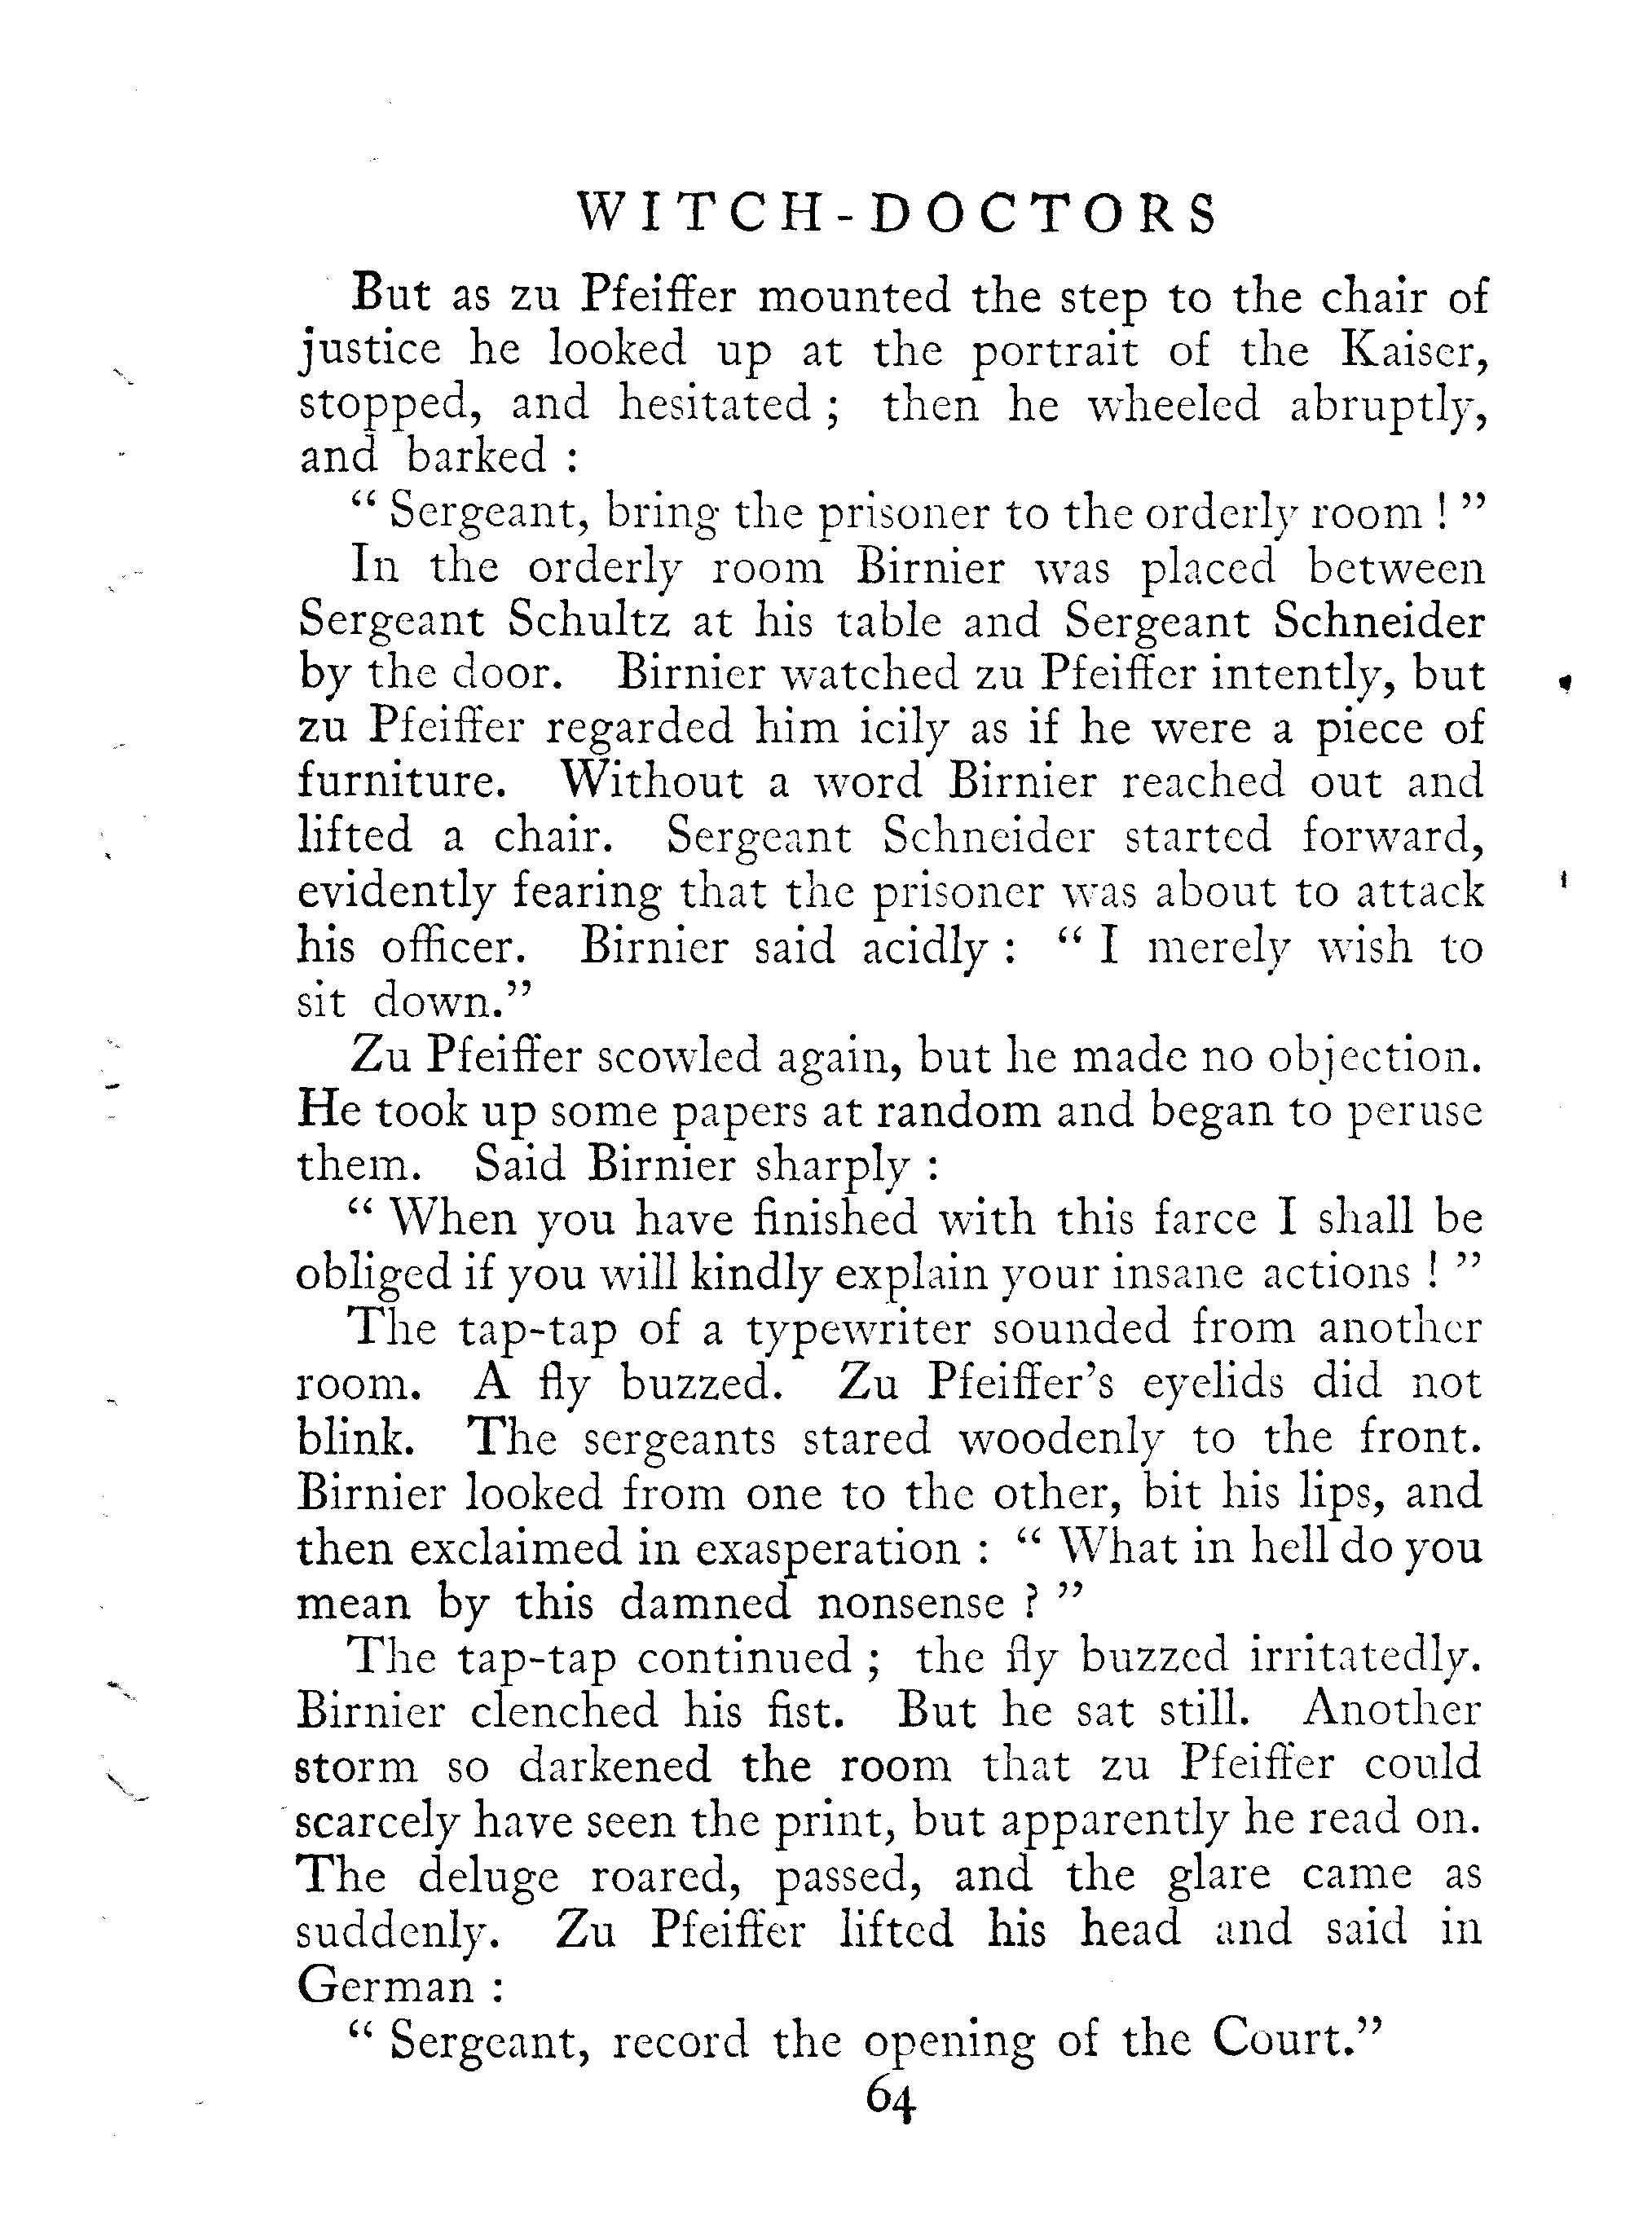 WITCH-DOCTORS
But as zu Pfeiffer mounted the step to the chair of
justice he looked up at the portrait of the Kaiser,
stopped, and hesitated ; then he wheeled abruptly,
and barked :
“ Sergeant, bring the prisoner to the orderly room ! ”
In the orderly room Birnier was placed between
Sergeant Schultz at his table and Sergeant Schneider
by the door. Birnier watched zu Pfeiffer intently, but
zu Pfeiffer regarded him icily as if he were a piece of
furniture. Without a word Birnier reached out and
lifted a chair. Sergeant Schneider started forward,
evidently fearing that the prisoner was about to attack
his officer. Birnier said acidly : “ I merely wish to
sit down.”
Zu Pfeiffer scowled again, but he made no objection.
He took up some papers at random and began to peruse
them. Said Birnier sharply :
“ When you have finished with this farce I shall be
obliged if you will kindly explain your insane actions ! ”
The tap-tap of a typewriter sounded from another
room. A fly buzzed. Zu Pfeiffer’s eyelids did not
blink. The sergeants stared woodenly to the front.
Birnier looked from one to the other, bit his lips, and
then exclaimed in exasperation : “ What in hell do you
mean by this damned nonsense ? ”
The tap-tap continued ; the fly buzzed irritatedly.
Birnier clenched his fist. But he sat still. Another
storm so darkened the room that zu Pfeiffer could
scarcely have seen the print, but apparently he read on.
The deluge roared, passed, and the glare came as
suddenly. Zu Pfeiffer lifted his head and said in
German :
“ Sergeant, record the opening of the Court.”
64